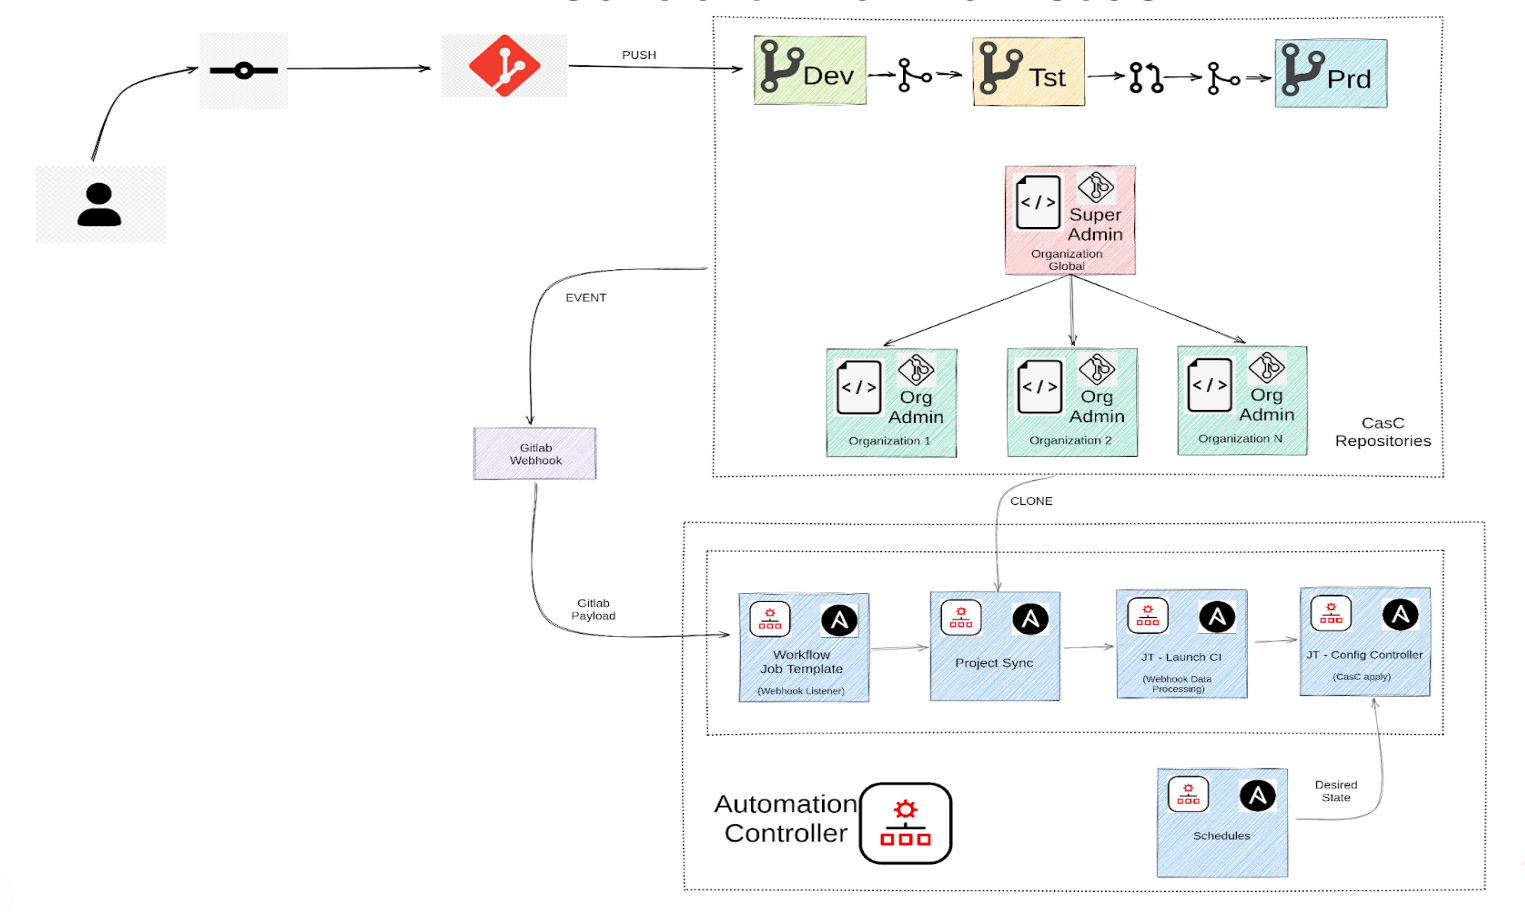 PUSH
Dev
Tst
Prd
</>
Super
Admin
Organization
Global
EVENT
</>
Org
Admin
Organization 1
</>
Org
Admin
Organization 2
</>
Org
Admin
Organization N
CasC
Repositories
Gitlab
Webhook
CLONE
Gitlab
Payload
Workflow
Job Template
(Webhook Listener)
Project Sync
JT - Launch CI
(Webhook Data
Processing)
JT - Config Controller
(CasC apply)
Desired
State
Schedules
Automation
Controller